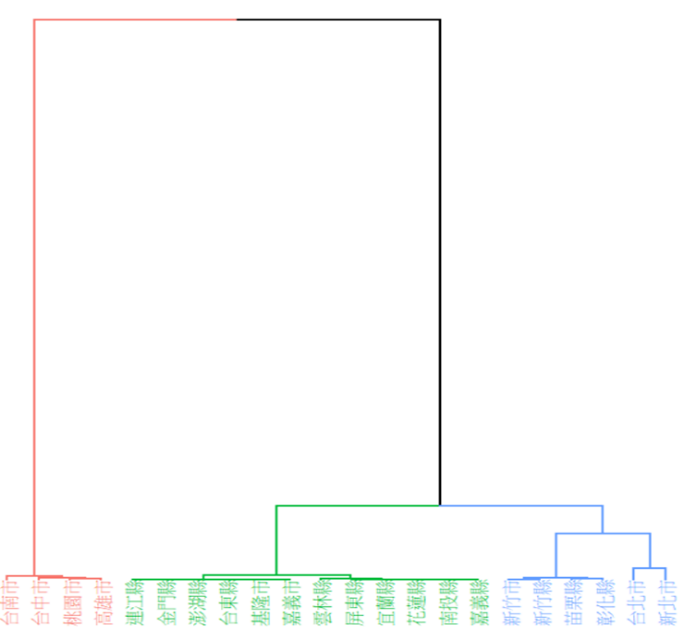 台南市
台中市
桃園市
高雄市
連江縣
金門縣
澎湖縣
台東縣
基隆市
嘉義市
雲林縣
屏東縣
宜蘭縣
花蓮縣
南投縣
嘉義縣
新竹市
新竹縣
苗栗縣
彰化縣
台北市
新北市